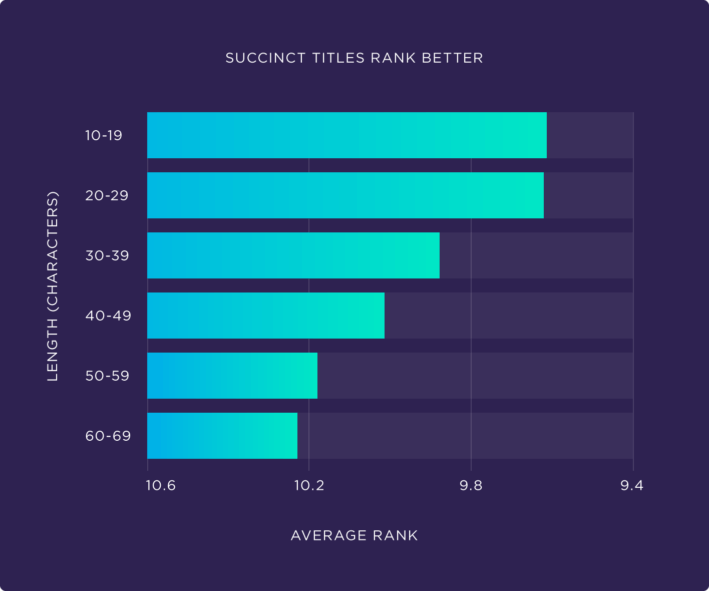 SUCCINCT TITLES RANK BETTER
LENGTH (CHARACTERS)
10-19
20-29
30-39
40-49
50-59
60-69
10.6 10.2 9.8 9.4
AVERAGE RANK